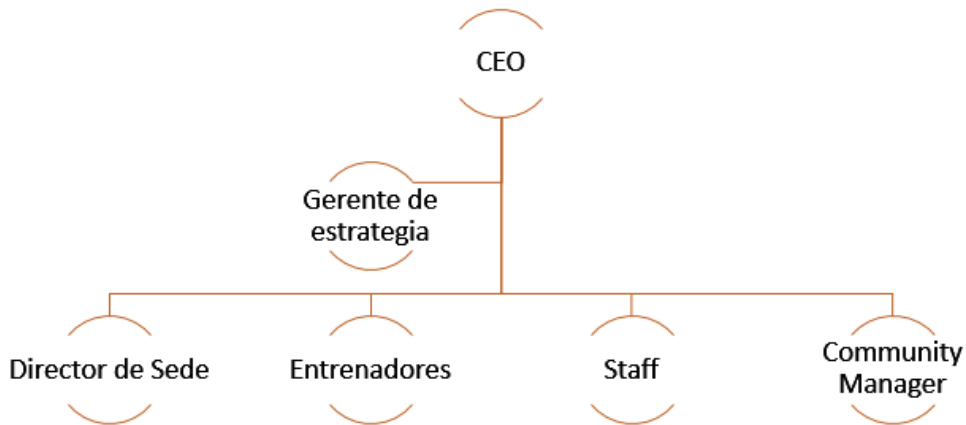 CEO
Gerente de
estrategia
Director de Sede
Entrenadores
Staff
Community
Manager